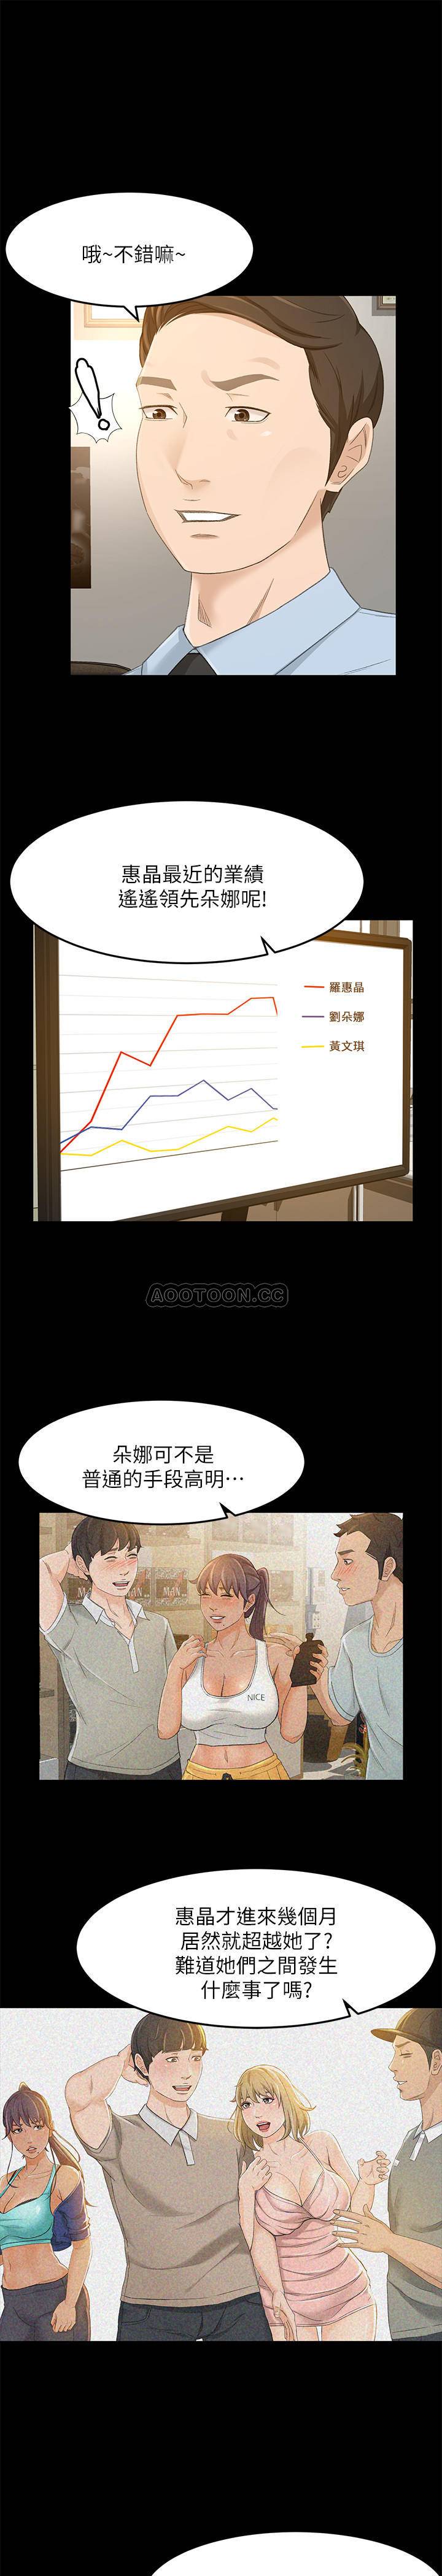 哦~不錯嘛~
!
惠晶最近的業績
遙遙領先朵娜呢!
羅惠晶
劉朵娜
黃文琪
AOOTOON.CC
朵娜可不是
普通的手段高明…
MAN
MAN..
NICE
惠晶才進來幾個月
居然就超越她了?
難道她們之間發生
什麼事了嗎?